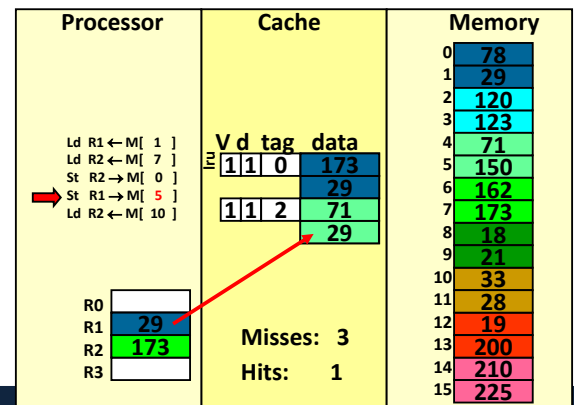 Processor
Cache
Memory
Ld R1 ← M[ 1 ]
Ld R2 ← M[ 7 ]
St R2 → M[ 0 ]
St R1 → M[ 5 ]
Ld R2 ← M[ 10 ]
R0
R1 29
R2 173
R3
V d tag data
lru 1 1 0 173
29
1 1 2 71
29
Misses: 3
Hits: 1
0 78
1 29
2 120
3 123
4 71
5 150
6 162
7 173
8 18
9 21
10 33
11 28
12 19
13 200
14 210
15 225